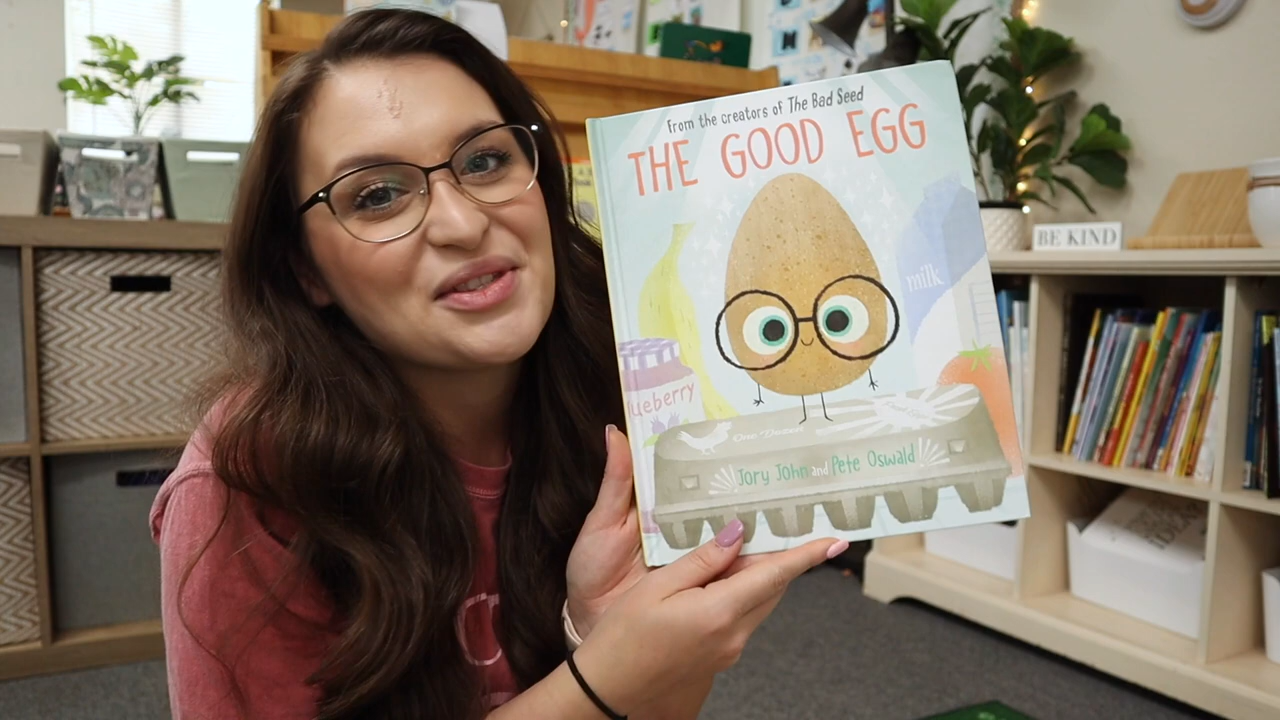 From the creators of The Bad Seed
THE GOOD EGG
milk
ueberry
One Dozen
Jory John and Pete Oswald
BE KIND